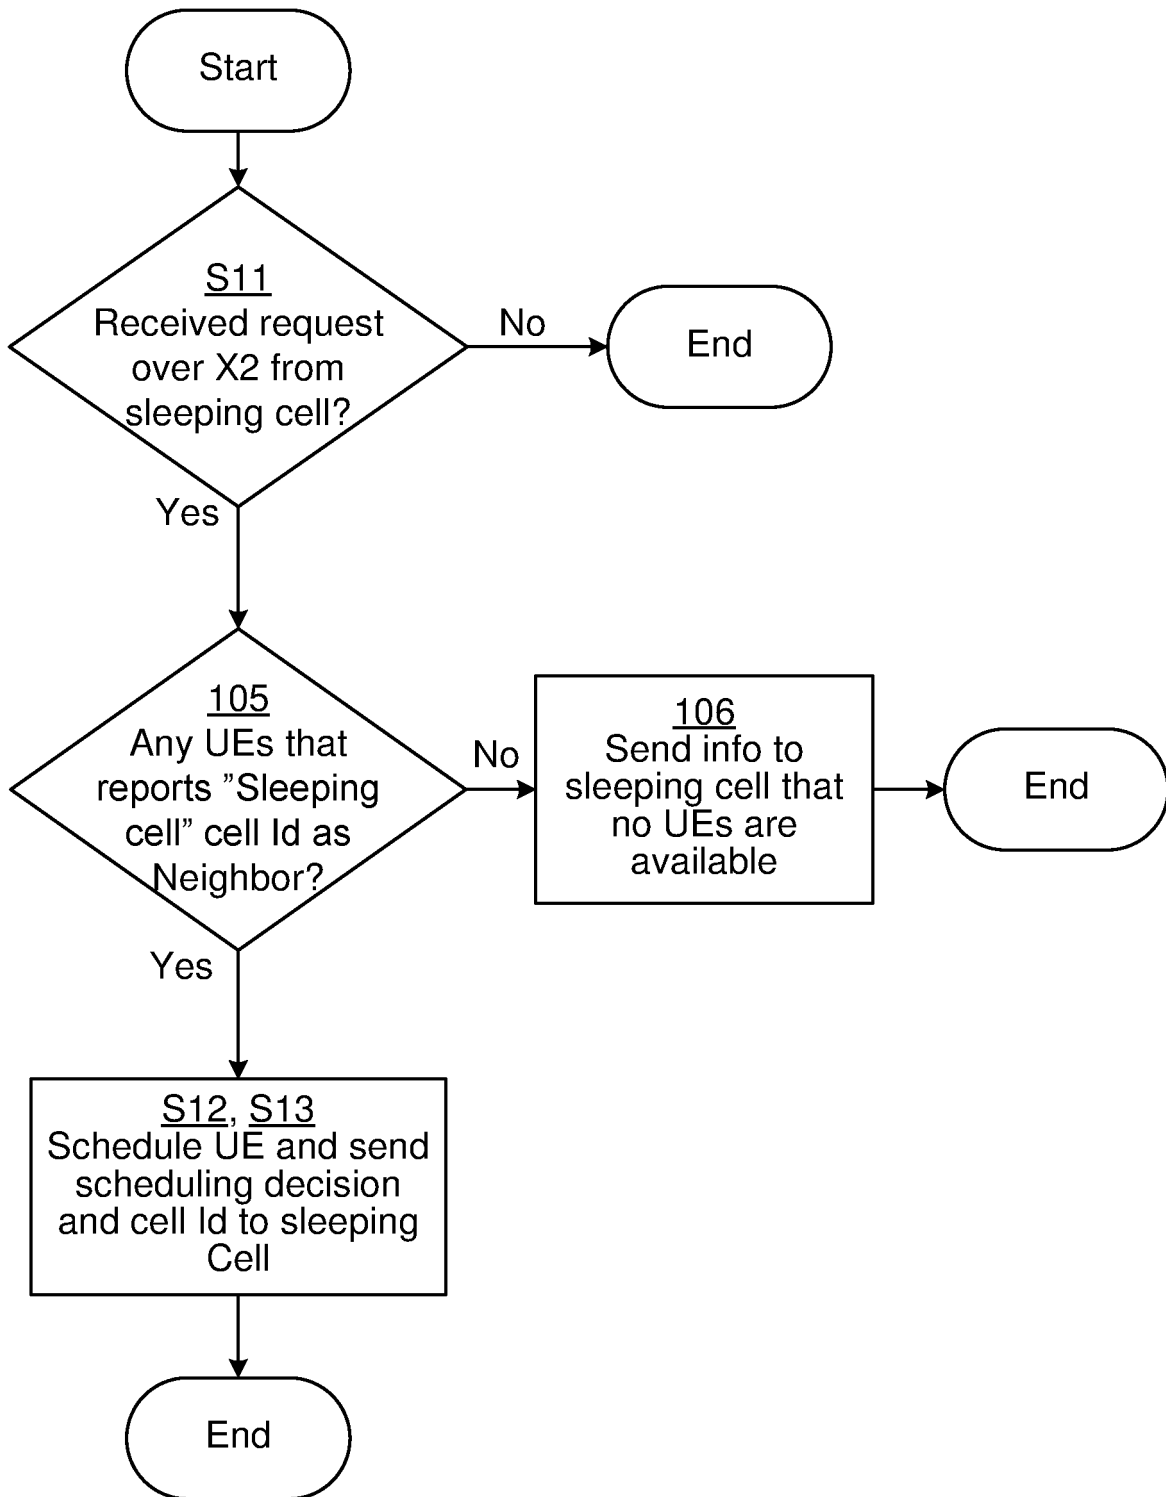 Start
S11
Received request
over X2 from
sleeping cell?
No
End
Yes
105
Any UEs that
reports ”Sleeping
cell” cell Id as
Neighbor?
No
106
Send info to
sleeping cell that
no UEs are
available
End
Yes
S12, S13
Schedule UE and send
scheduling decision
and cell Id to sleeping
Cell
End